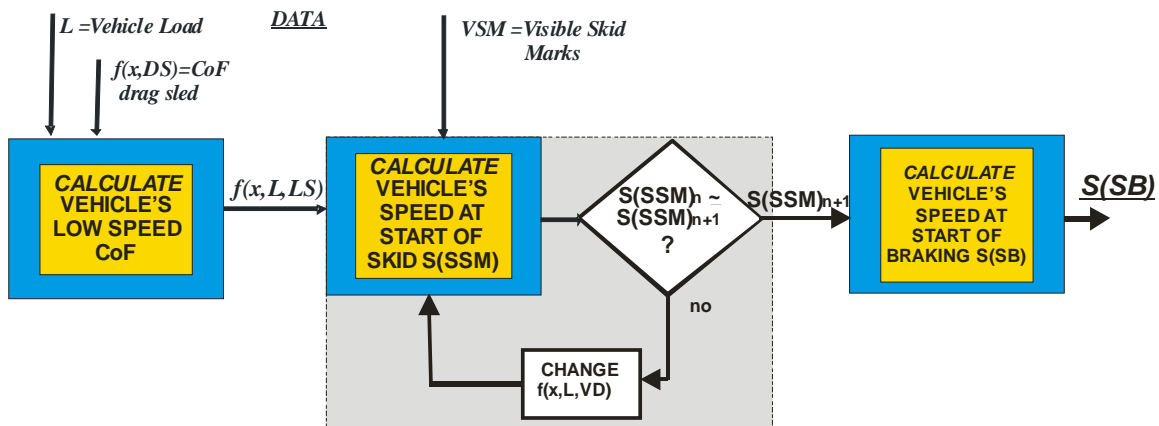 L =Vehicle Load
DATA
f(x,DS)=CoF
drag sled
VSM =Visible Skid
Marks
CALCULATE
VEHICLE'S
LOW SPEED
CoF
f(x,L,LS)
CALCULATE
VEHICLE'S
SPEED AT
START OF
SKID S(SSM)
S(SSM)n ~
S(SSM)n+1
?
S(SSM)n+1
no
CHANGE
f(x,L,VD)
CALCULATE
VEHICLE'S
SPEED AT
START OF
BRAKING S(SB)
S(SB)